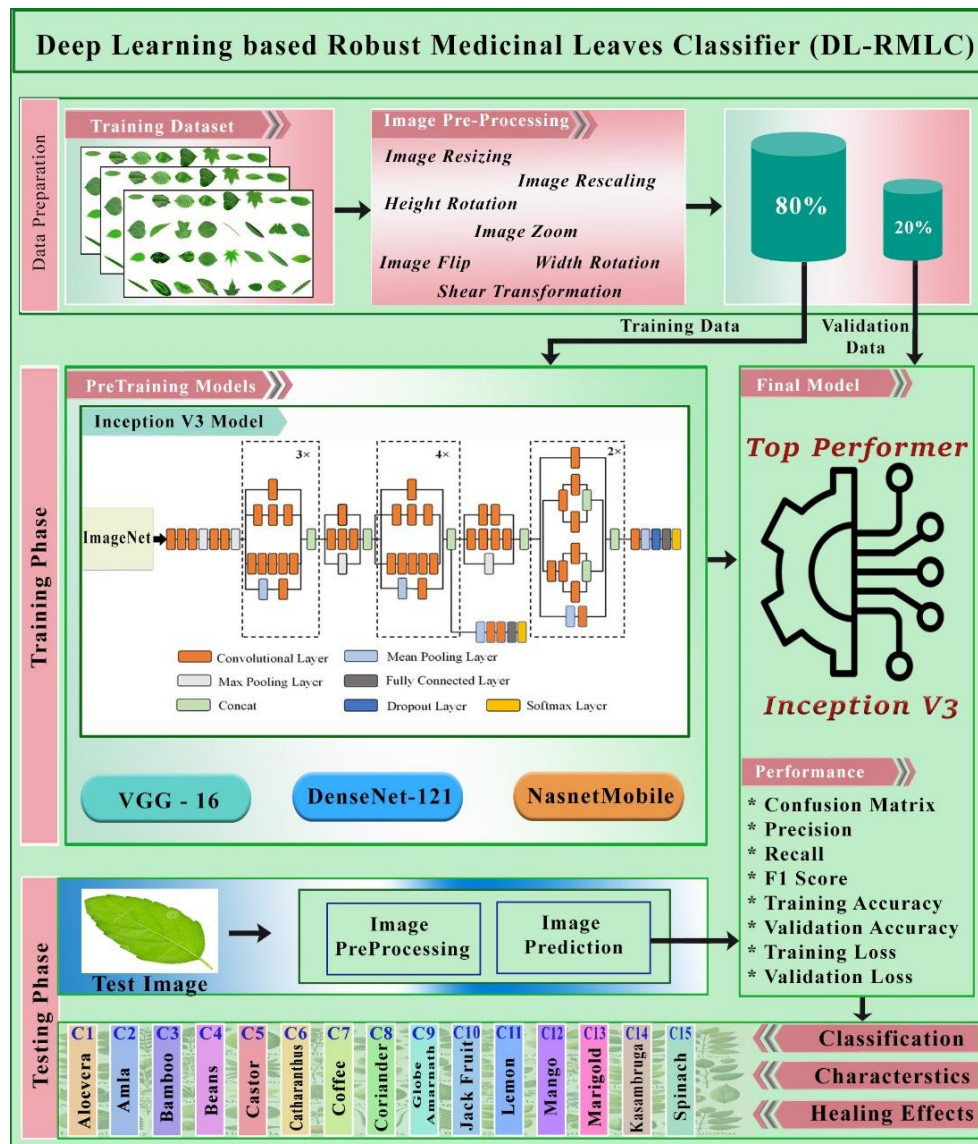 Deep Learning based Robust Medicinal Leaves Classifier (DL-RMLC)
Data Preparation
Training Dataset
Image Pre-Processing
Image Resizing
Image Rescaling
Height Rotation
Image Zoom
Image Flip
Width Rotation
Shear Transformation
80%
20%
Training Data
Validation
Data
Training Phase
PreTraining Models
Inception V3 Model
3×
4×
2×
ImageNet
Convolutional Layer
Mean Pooling Layer
Max Pooling Layer
Fully Connected Layer
Concat
Dropout Layer
Softmax Layer
VGG - 16
DenseNet-121
NasnetMobile
Final Model
Top Performer
Inception V3
Performance
* Confusion Matrix
* Precision
* Recall
* F1 Score
* Training Accuracy
* Validation Accuracy
* Training Loss
* Validation Loss
Testing Phase
Test Image
Image
PreProcessing
Image
Prediction
C1
Aloevera
C2
Amla
C3
Bamboo
C4
Beans
C5
Castor
C6
Catharanthus
C7
Coffee
C8
Coriander
C9
Globe
Amarnath
C10
Jack Fruit
C11
Lemon
C12
Mango
C13
Marigold
C14
Kasambruga
C15
Spinach
Classification
Characterstics
Healing Effects